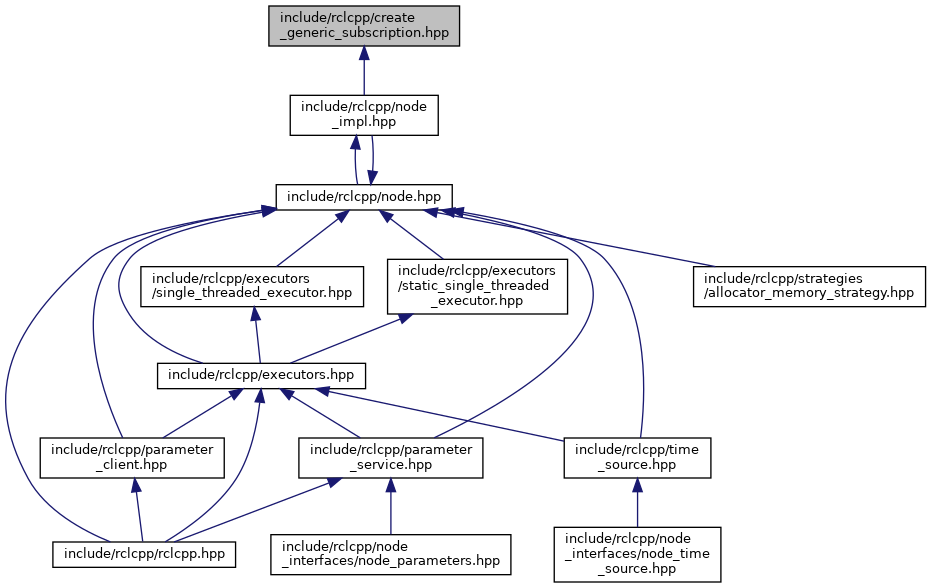 include/rclcpp/create
_generic_subscription.hpp
include/rclcpp/node
_impl.hpp
include/rclcpp/node.hpp
include/rclcpp/executors
/single_threaded_executor.hpp
include/rclcpp/executors
/static_single_threaded
_executor.hpp
include/rclcpp/strategies
/allocator_memory_strategy.hpp
include/rclcpp/executors.hpp
include/rclcpp/parameter
_client.hpp
include/rclcpp/parameter
_service.hpp
include/rclcpp/time
_source.hpp
include/rclcpp/rclcpp.hpp
include/rclcpp/node
_interfaces/node_parameters.hpp
include/rclcpp/node
_interfaces/node_time
_source.hpp